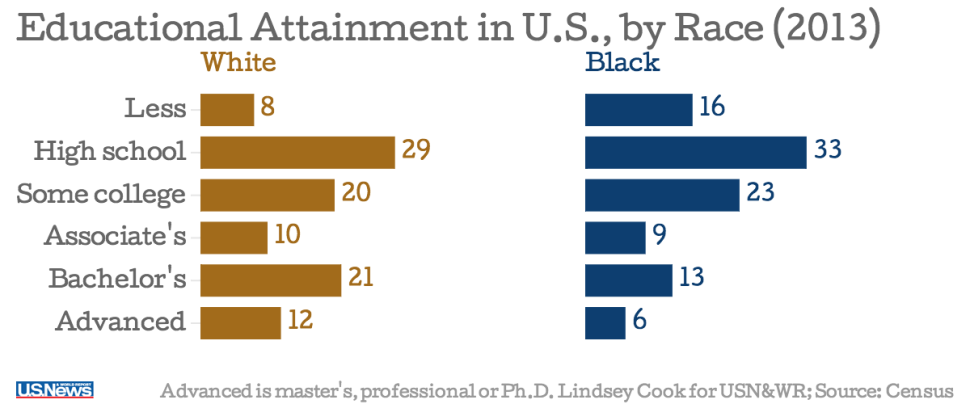 Educational Attainment in U.S., by Race (2013)
White Black
Less 8 16
High school 29 33
Some college 20 23
Associate's 10 9
Bachelor's 21 13
Advanced 12 6
U.S.News
Advanced is master's, professional or Ph.D. Lindsey Cook for USN&WR; Source: Census